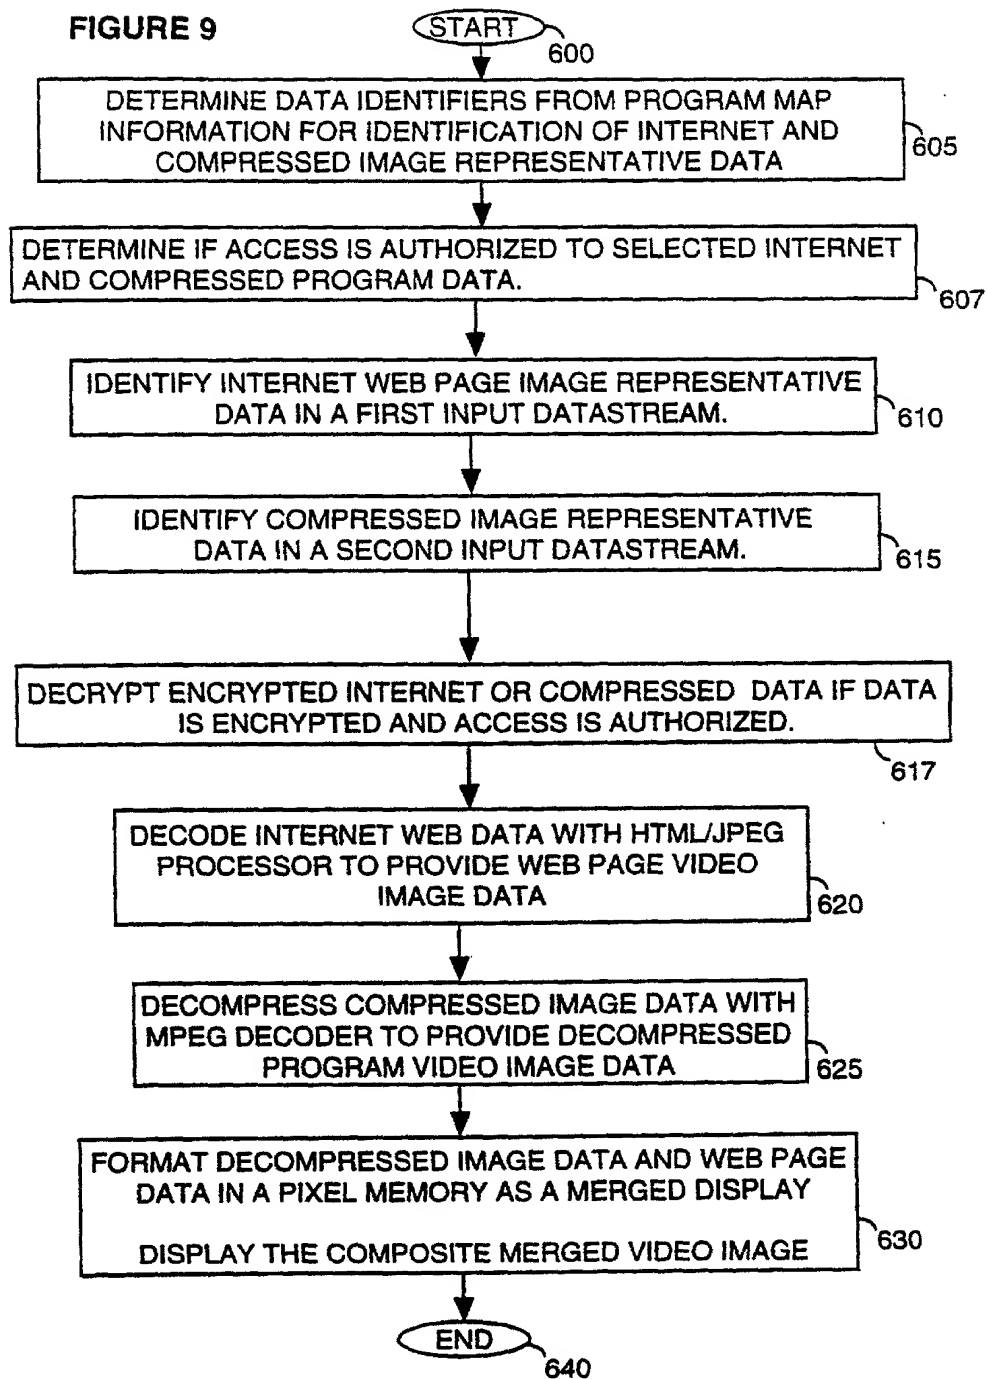 FIGURE 9
START
600
DETERMINE DATA IDENTIFIERS FROM PROGRAM MAP
INFORMATION FOR IDENTIFICATION OF INTERNET AND
COMPRESSED IMAGE REPRESENTATIVE DATA
605
DETERMINE IF ACCESS IS AUTHORIZED TO SELECTED INTERNET
AND COMPRESSED PROGRAM DATA.
607
IDENTIFY INTERNET WEB PAGE IMAGE REPRESENTATIVE
DATA IN A FIRST INPUT DATASTREAM.
610
IDENTIFY COMPRESSED IMAGE REPRESENTATIVE
DATA IN A SECOND INPUT DATASTREAM.
615
DECRYPT ENCRYPTED INTERNET OR COMPRESSED DATA IF DATA
IS ENCRYPTED AND ACCESS IS AUTHORIZED.
617
DECODE INTERNET WEB DATA WITH HTML/JPEG
PROCESSOR TO PROVIDE WEB PAGE VIDEO
IMAGE DATA
620
DECOMPRESS COMPRESSED IMAGE DATA WITH
MPEG DECODER TO PROVIDE DECOMPRESSED
PROGRAM VIDEO IMAGE DATA
625
FORMAT DECOMPRESSED IMAGE DATA AND WEB PAGE
DATA IN A PIXEL MEMORY AS A MERGED DISPLAY
DISPLAY THE COMPOSITE MERGED VIDEO IMAGE
630
END
640